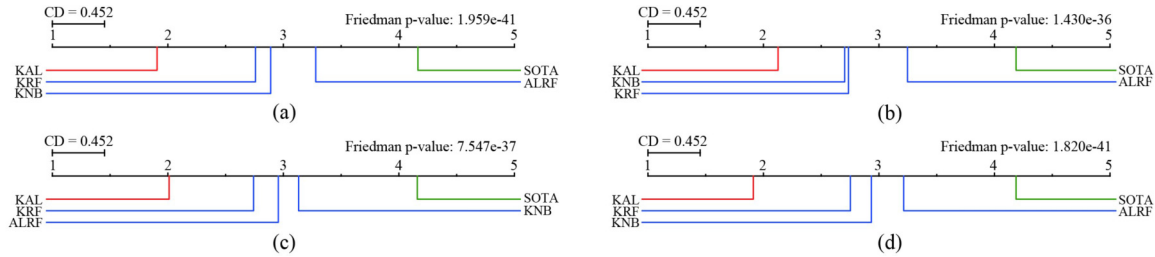 CD = 0.452
Friedman p-value: 1.959e-41
1 2 3 4 5
KAL SOTA
KRF ALRF
KNB
(a)
CD = 0.452
Friedman p-value: 1.430e-36
1 2 3 4 5
KAL SOTA
KNB ALRF
KRF
(b)
CD = 0.452
Friedman p-value: 7.547e-37
1 2 3 4 5
KAL SOTA
KRF KNB
ALRF
(c)
CD = 0.452
Friedman p-value: 1.820e-41
1 2 3 4 5
KAL SOTA
KRF ALRF
KNB
(d)